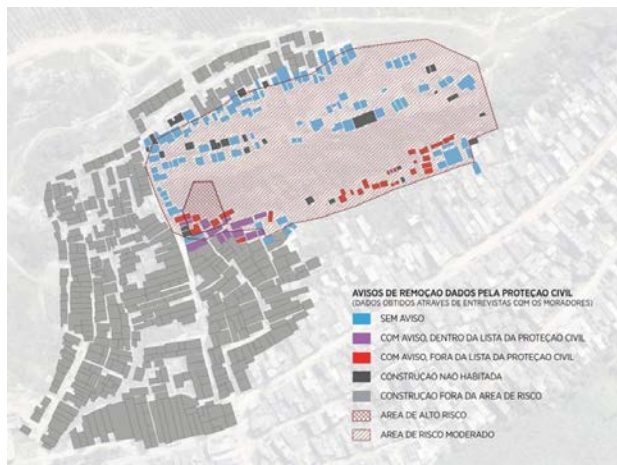 AVISOS DE REMOÇAO DADOS PELA PROTEÇAO CIVIL
(DADOS OBTIDOS ATRAVES DE ENTREVISTAS COM OS MORADORES)
SEM AVISO
COM AVISO, DENTRO DA LISTA DA PROTEÇAO CIVIL
COM AVISO, FORA DA LISTA DA PROTEÇAO CIVIL
CONSTRUÇAO NAO HABITADA
CONSTRUÇAO FORA DA AREA DE RISCO
AREA DE ALTO RISCO
AREA DE RISCO MODERADO